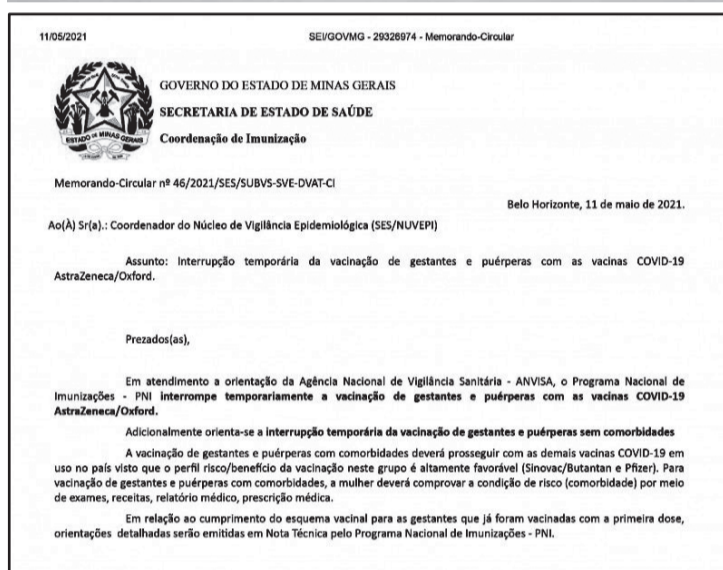 11/05/2021 SEI/GOVMG - 29326974 - Memorando-Circular
GOVERNO DO ESTADO DE MINAS GERAIS
SECRETARIA DE ESTADO DE SAÚDE
Coordenação de Imunização
ESTADO DE MINAS GERAIS
Memorando-Circular nº 46/2021/SES/SUBVS-SVE-DVAT-CI
Belo Horizonte, 11 de maio de 2021.
Ao(À) Sr(a).: Coordenador do Núcleo de Vigilância Epidemiológica (SES/NUVEPI)
Assunto: Interrupção temporária da vacinação de gestantes e puérperas com as vacinas COVID-19
AstraZeneca/Oxford.
Prezados(as),
Em atendimento a orientação da Agência Nacional de Vigilância Sanitária - ANVISA, o Programa Nacional de
Imunizações - PNI interrompe temporariamente a vacinação de gestantes e puérperas com as vacinas COVID-19
AstraZeneca/Oxford.
Adicionalmente orienta-se a interrupção temporária da vacinação de gestantes e puérperas sem comorbidades
A vacinação de gestantes e puérperas com comorbidades deverá prosseguir com as demais vacinas COVID-19 em
uso no país visto que o perfil risco/benefício da vacinação neste grupo é altamente favorável (Sinovac/Butantan e Pfizer). Para
vacinação de gestantes e puérperas com comorbidades, a mulher deverá comprovar a condição de risco (comorbidade) por meio
de exames, receitas, relatório médico, prescrição médica.
Em relação ao cumprimento do esquema vacinal para as gestantes que já foram vacinadas com a primeira dose,
orientações detalhadas serão emitidas em Nota Técnica pelo Programa Nacional de Imunizações - PNI.